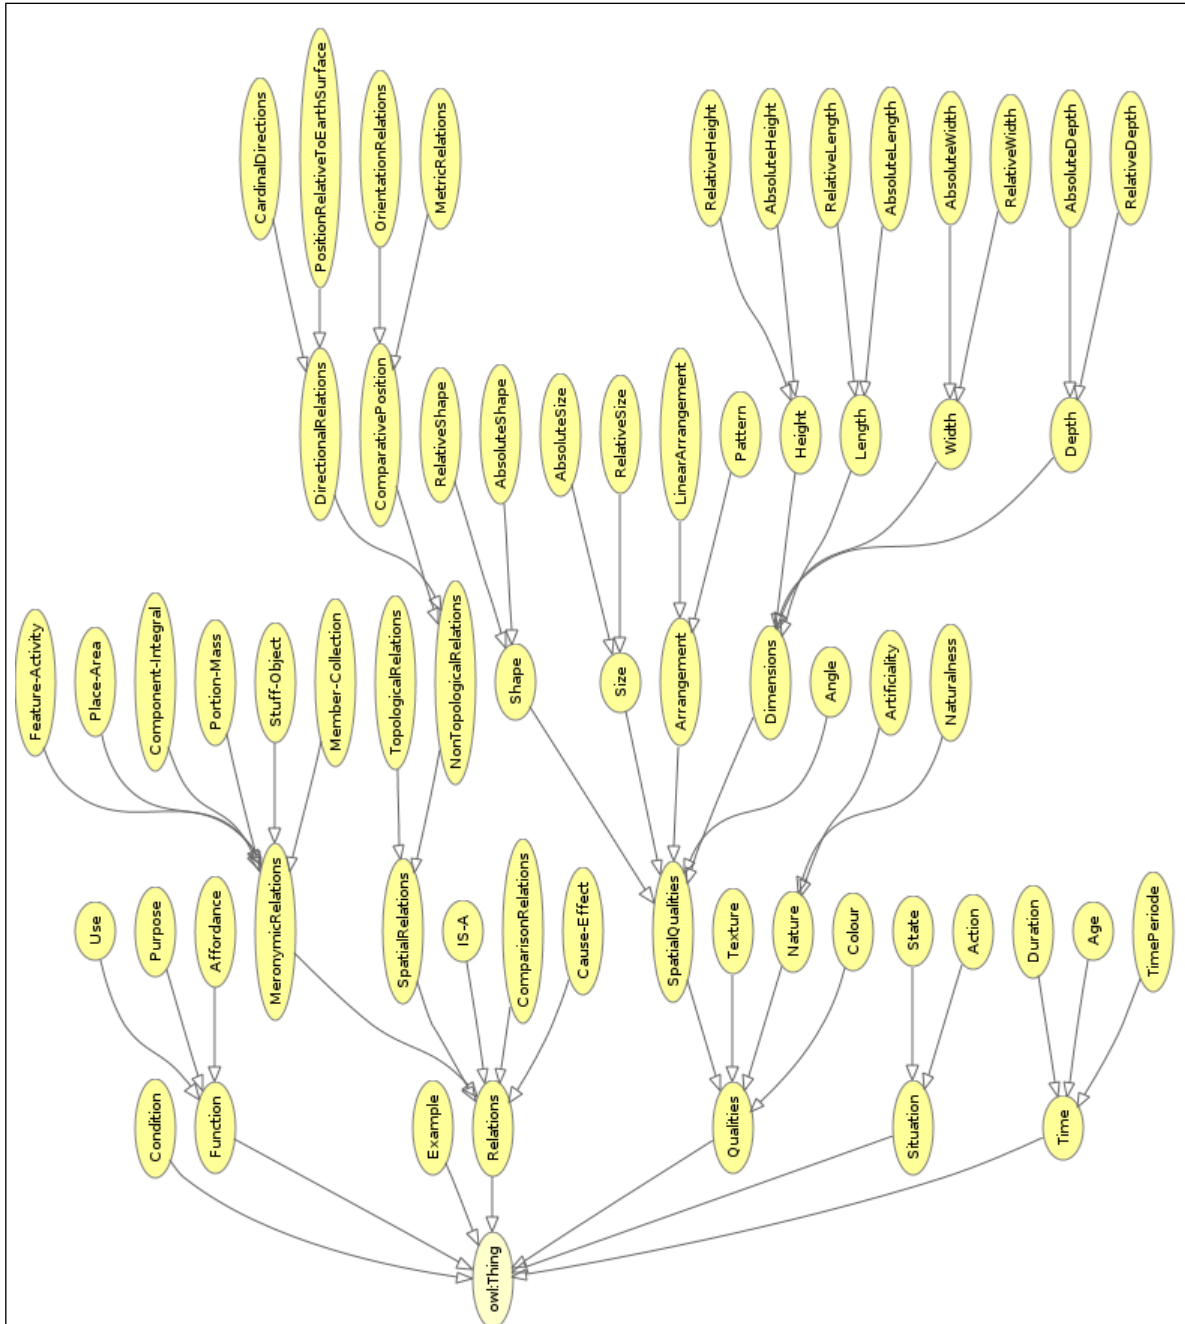 CardinalDirections
PositionRelativeToEarthSurface
OrientationRelations
MetricRelations
RelativeHeight
AbsoluteHeight
RelativeLength
AbsoluteLength
AbsoluteWidth
RelativeWidth
AbsoluteDepth
RelativeDepth
DirectionalRelations
ComparativePosition
RelativeShape
AbsoluteShape
AbsoluteSize
RelativeSize
LinearArrangement
Pattern
Height
Length
Width
Depth
Feature-Activity
Place-Area
Component-Integral
Portion-Mass
Stuff-Object
Member-Collection
TopologicalRelations
NonTopologicalRelations
Shape
Size
Arrangement
Dimensions
Angle
Artificiality
Naturalness
Use
Purpose
Affordance
MeronymicRelations
SpatialRelations
IS-A
ComparisonRelations
Cause-Effect
SpatialQualities
Texture
Nature
Colour
State
Action
Duration
Age
TimePeriode
Condition
Function
Example
Relations
Qualities
Situation
Time
owl:Thing